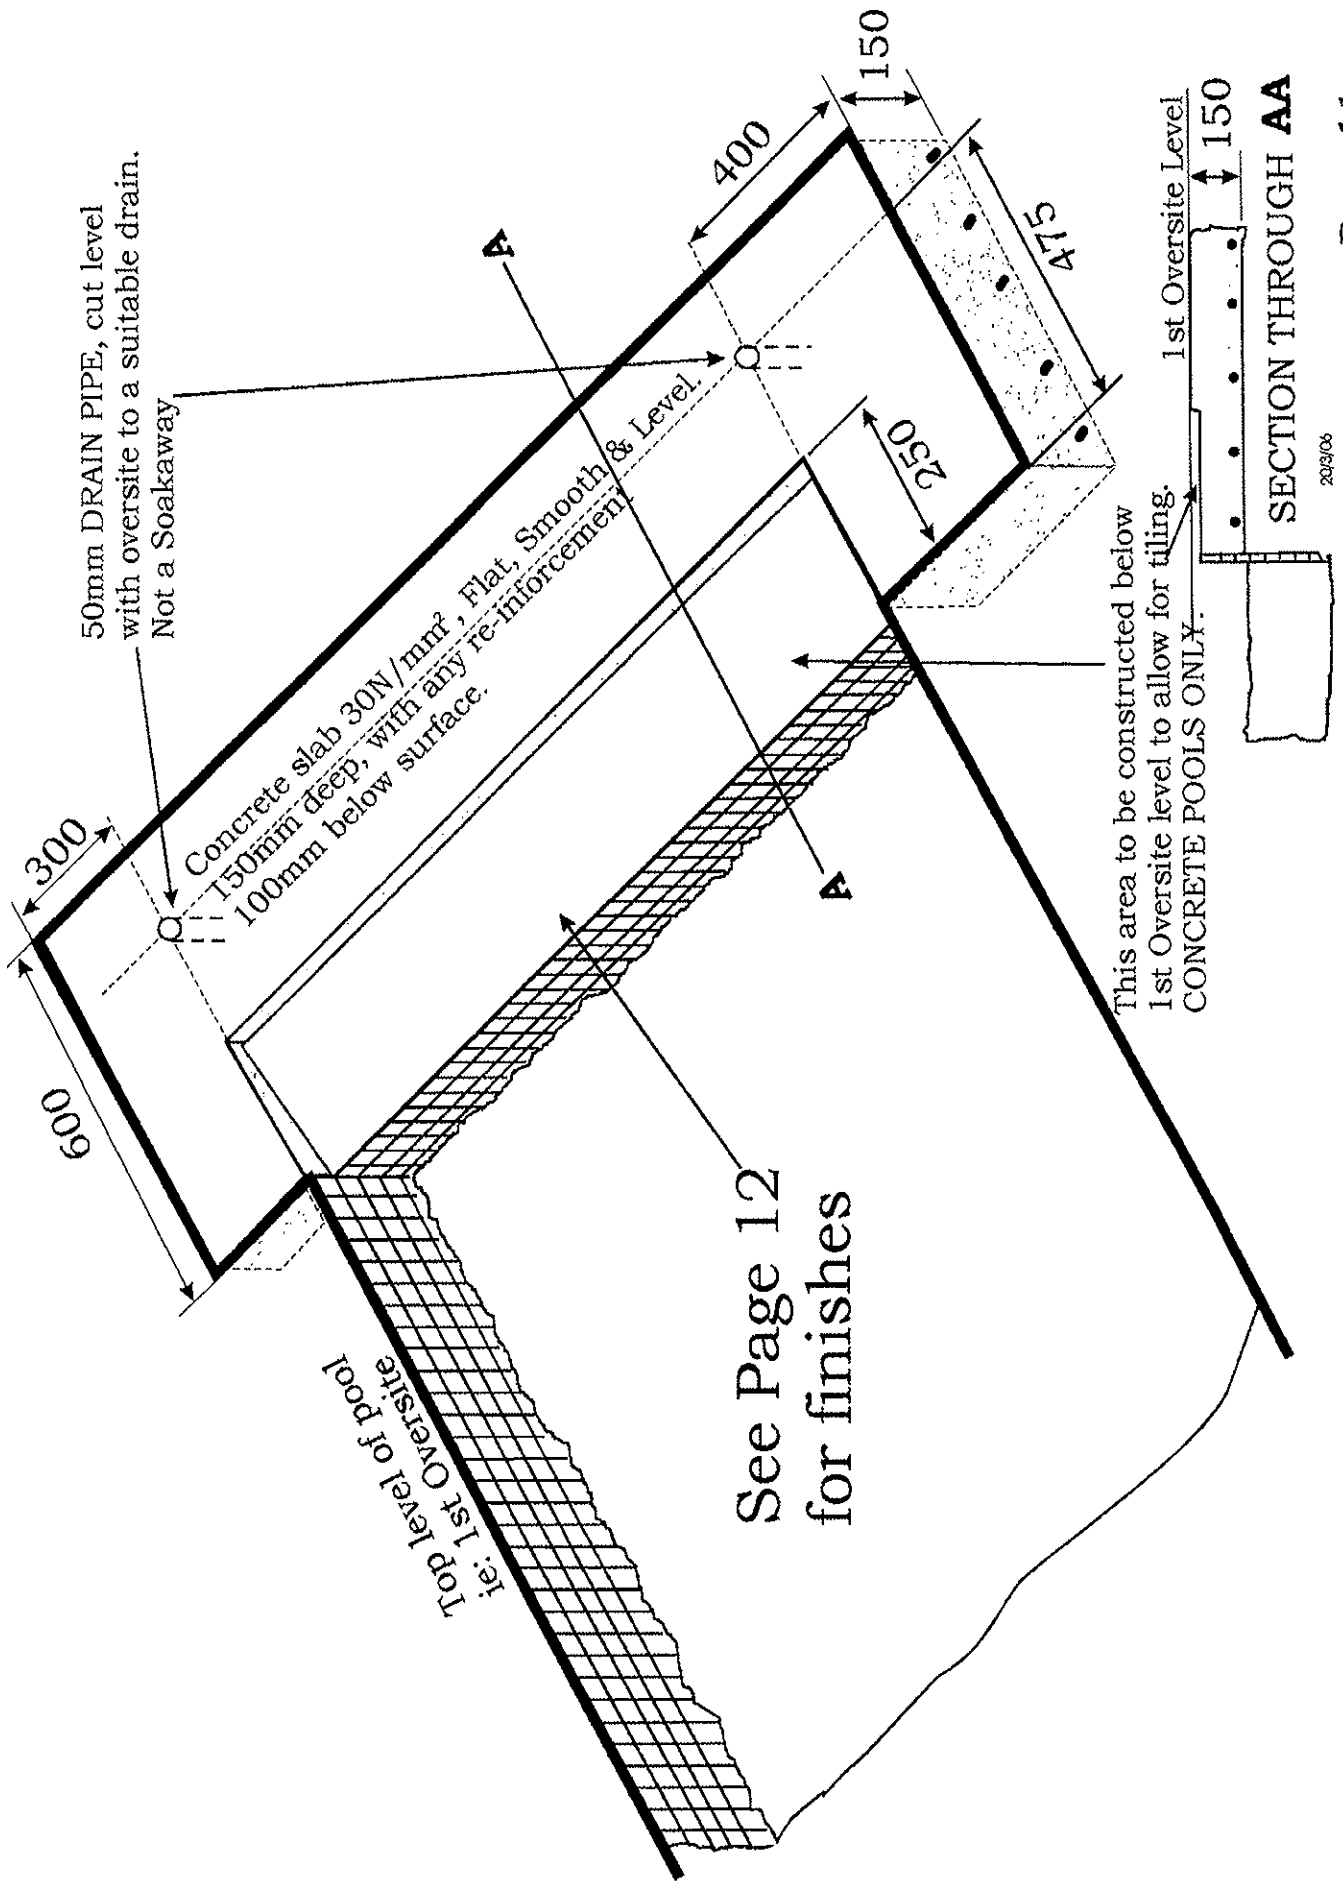 50mm DRAIN PIPE, cut level
with oversite to a suitable drain.
Not a Soakaway
300
600
400
150
A
Concrete slab 30N/mm², Flat, Smooth & Level.
150mm deep, with any re-inforcement
100mm below surface.
475
250
A
Top level of pool
ie: 1st Oversite
See Page 12
for finishes
This area to be constructed below
1st Oversite level to allow for tiling.
CONCRETE POOLS ONLY.
1st Oversite Level
150
SECTION THROUGH AA
20/3/06